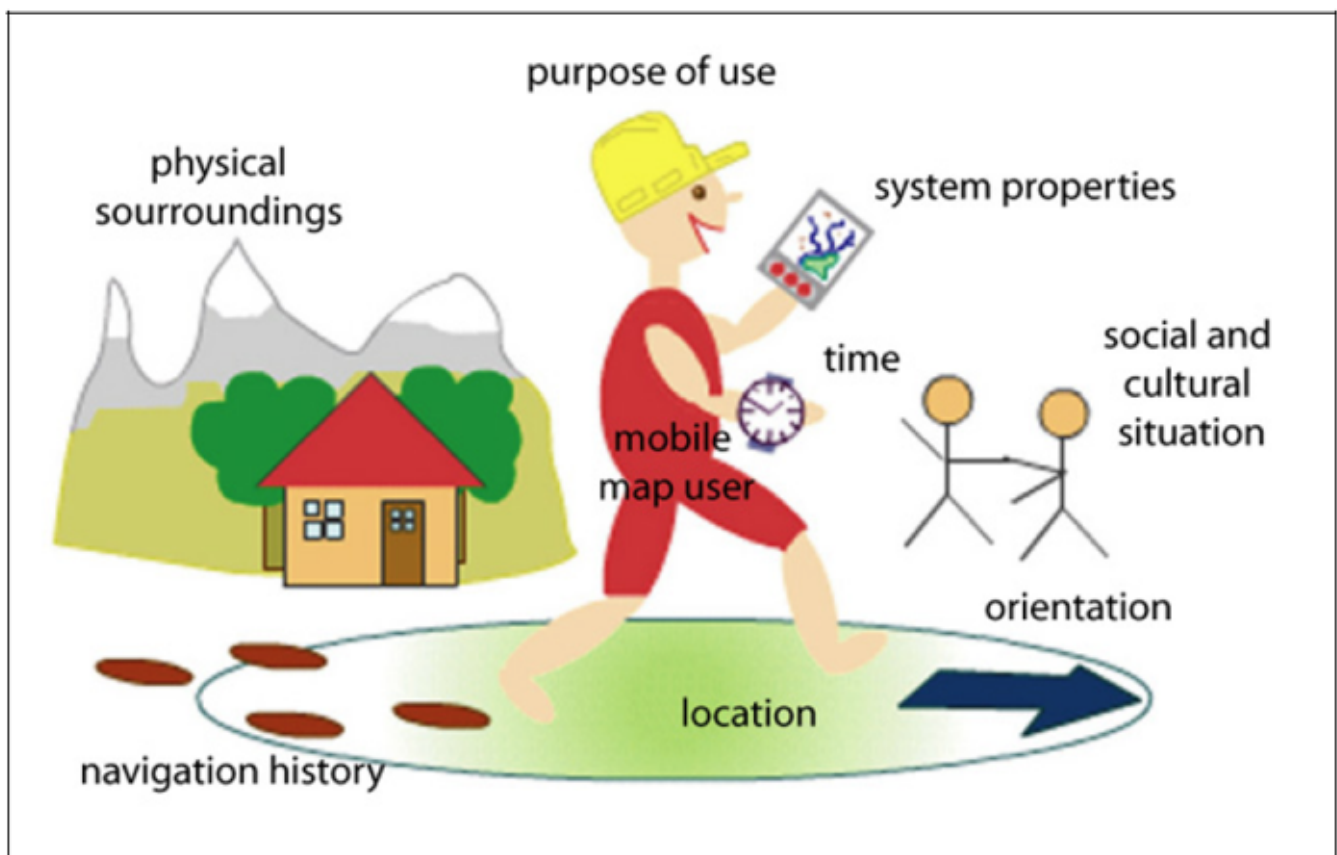 purpose of use
physical
sourroundings
system properties
time
social and
cultural
situation
mobile
map user
orientation
location
navigation history